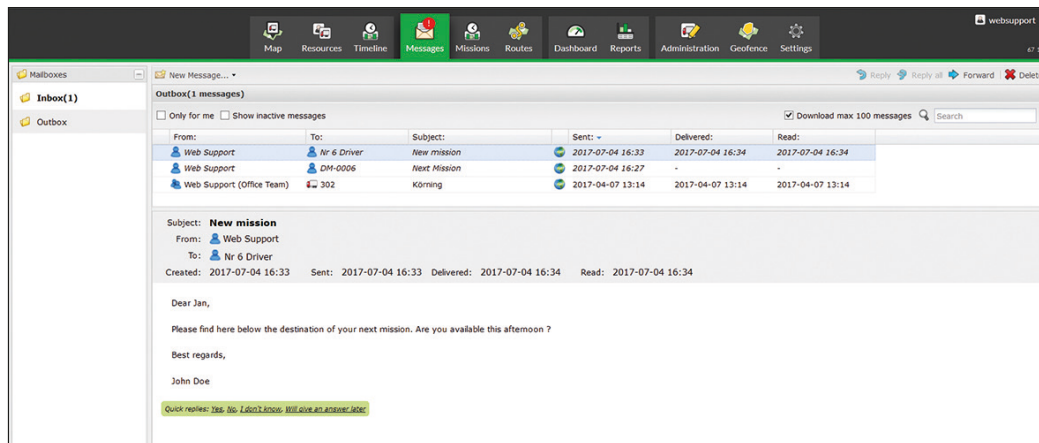 websupport
Map Resources Timeline Messages Missions Routes Dashboard Reports Administration Geofence Settings
Mailboxes
Inbox(1)
Outbox
New Message...
Reply Reply all Forward Delet
Outbox(1 messages)
Only for me Show inactive messages Download max 100 messages Search
From: To: Subject: Sent: Delivered: Read:
Web Support Nr 6 Driver New mission 2017-07-04 16:33 2017-07-04 16:34 2017-07-04 16:34
Web Support DM-0006 Next Mission 2017-07-04 16:27 - -
Web Support (Office Team) 302 Körning 2017-04-07 13:14 2017-04-07 13:14 2017-04-07 13:14
Subject: New mission
From: Web Support
To: Nr 6 Driver
Created: 2017-07-04 16:33 Sent: 2017-07-04 16:33 Delivered: 2017-07-04 16:34 Read: 2017-07-04 16:34
Dear Jan,
Please find here below the destination of your next mission. Are you available this afternoon ?
Best regards,
John Doe
Quick replies: Yes, No, I don't know, Will give an answer later